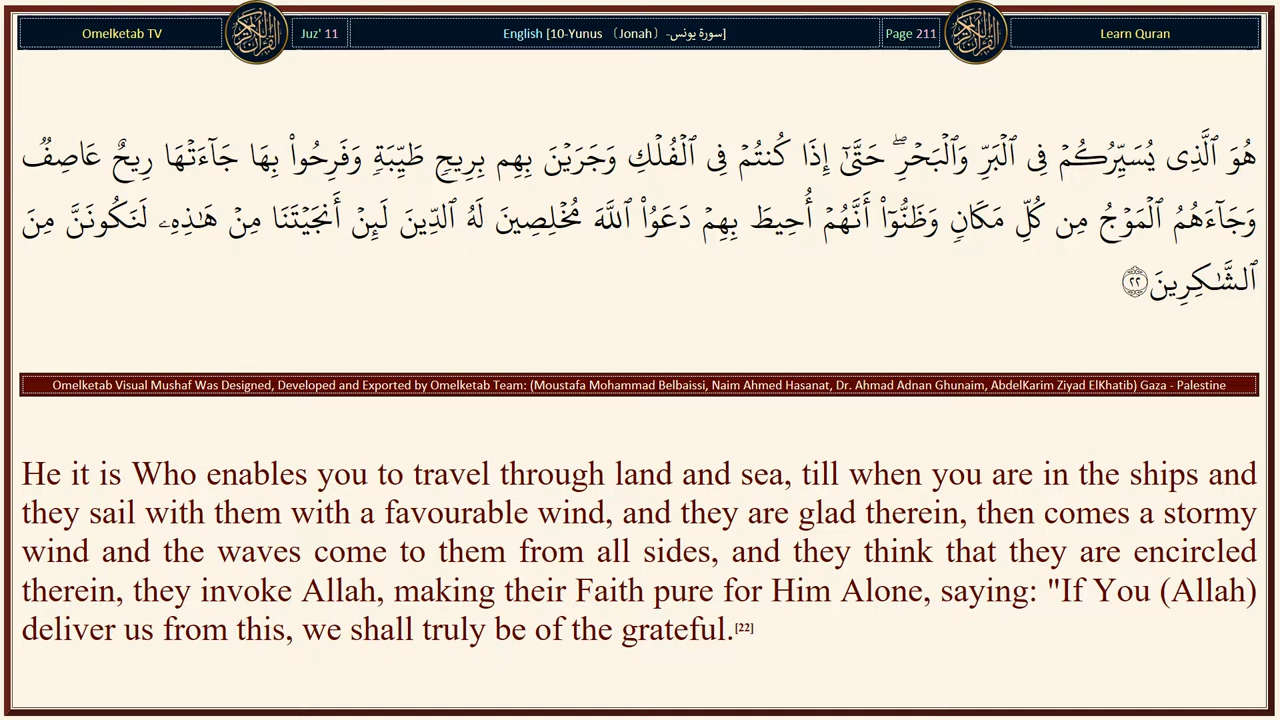 Omelketab TV
Juz' 11
English [10-Yunus (Jonah) -سورة يونس]
Page 211
Learn Quran
هُوَ ٱلَّذِى يُسَيِّرُكُمْ فِى ٱلْبَرِّ وَٱلْبَحْرِ ۖ حَتَّىٰٓ إِذَا كُنتُمْ فِى ٱلْفُلْكِ وَجَرَيْنَ بِهِم بِرِيحٍ طَيِّبَةٍ وَفَرِحُوا۟ بِهَا جَآءَتْهَا رِيحٌ عَاصِفٌ
وَجَآءَهُمُ ٱلْمَوْجُ مِن كُلِّ مَكَانٍ وَظَنُّوٓا۟ أَنَّهُمْ أُحِيطَ بِهِمْ دَعَوُا۟ ٱللَّهَ مُخْلِصِينَ لَهُ ٱلدِّينَ لَئِنْ أَنجَيْتَنَا مِنْ هَـٰذِهِۦ لَنَكُونَنَّ مِنَ
ٱلشَّـٰكِرِينَ ٢٢
Omelketab Visual Mushaf Was Designed, Developed and Exported by Omelketab Team: (Moustafa Mohammad Belbaissi, Naim Ahmed Hasanat, Dr. Ahmad Adnan Ghunaim, AbdelKarim Ziyad ElKhatib) Gaza - Palestine
He it is Who enables you to travel through land and sea, till when you are in the ships and
they sail with them with a favourable wind, and they are glad therein, then comes a stormy
wind and the waves come to them from all sides, and they think that they are encircled
therein, they invoke Allah, making their Faith pure for Him Alone, saying: "If You (Allah)
deliver us from this, we shall truly be of the grateful.[22]